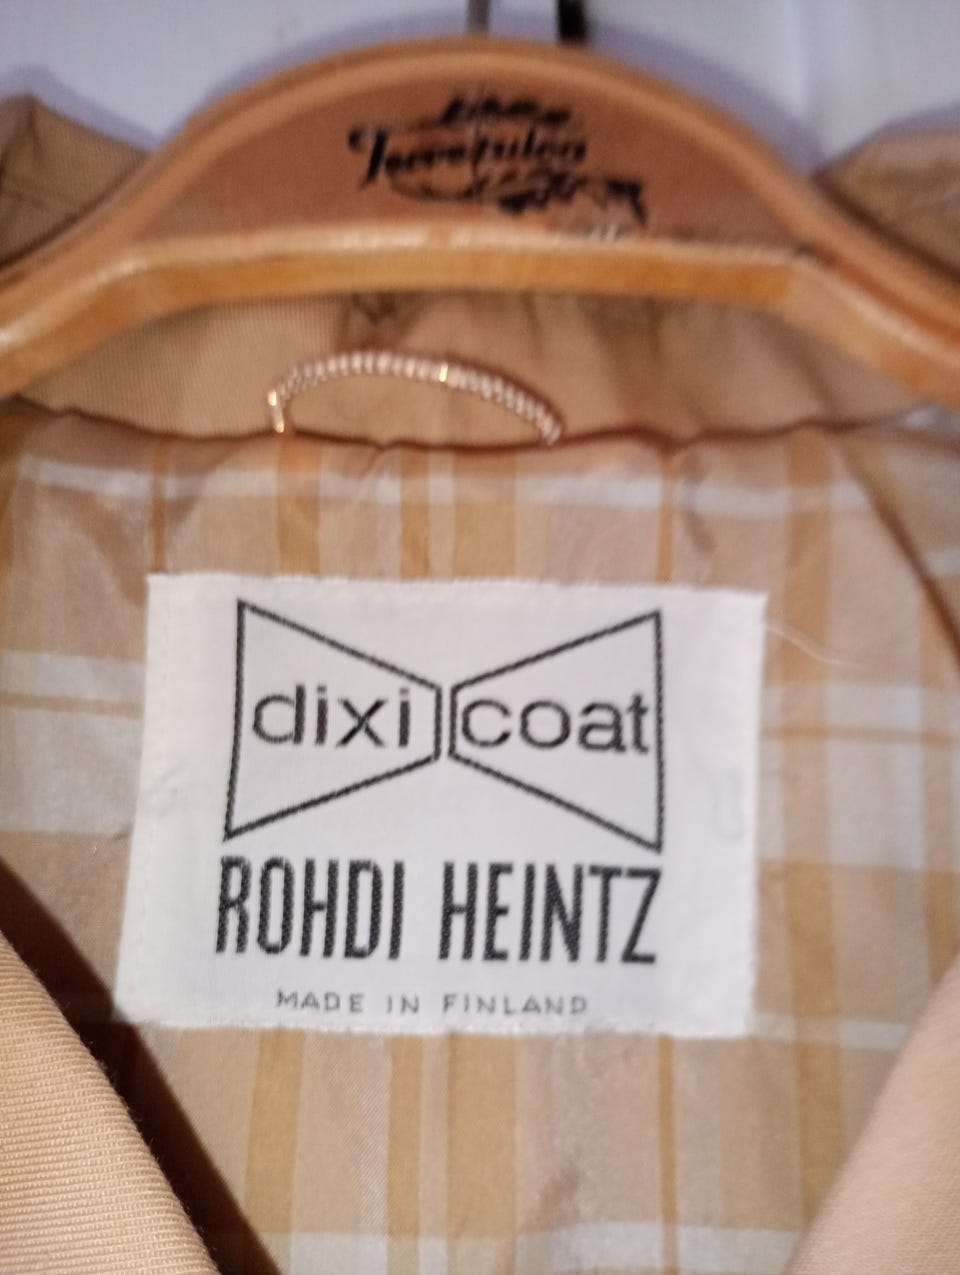 dixi coat
ROHDI HEINTZ
MADE IN FINLAND